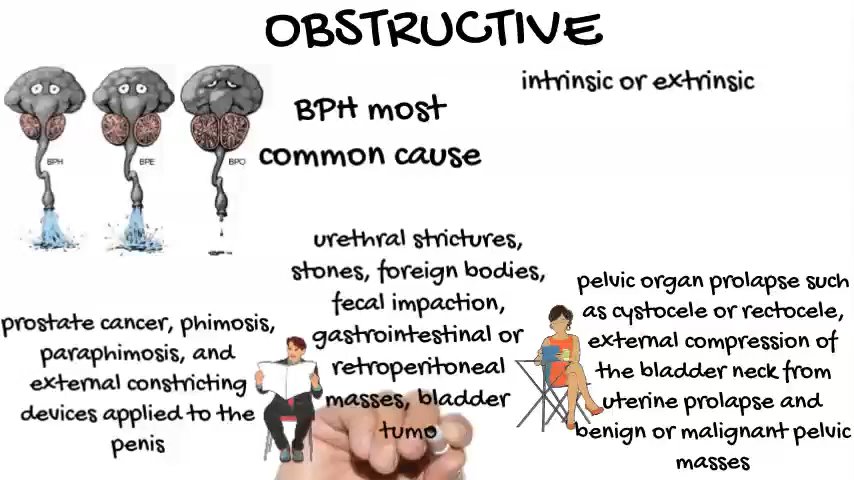 OBSTRUCTIVE
intrinsic or extrinsic
BPH most
common cause
BPH
BPE
BPO
urethral strictures,
stones, foreign bodies,
fecal impaction,
gastrointestinal or
retroperitoneal
masses, bladder
tumo
prostate cancer, phimosis,
paraphimosis, and
external constricting
devices applied to the
penis
pelvic organ prolapse such
as cystocele or rectocele,
external compression of
the bladder neck from
uterine prolapse and
benign or malignant pelvic
masses